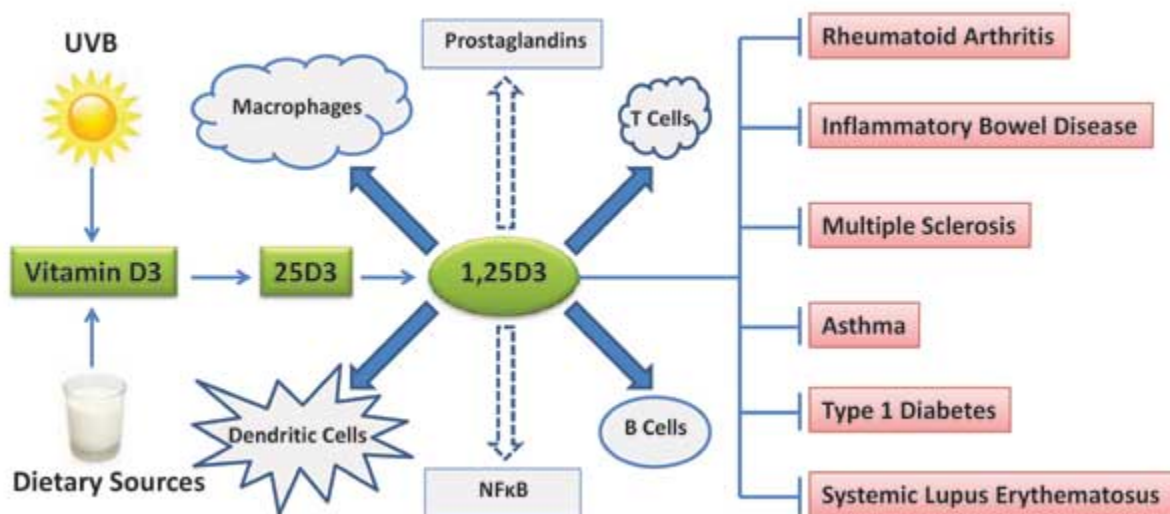 UVB
Vitamin D3
Dietary Sources
25D3
1,25D3
Macrophages
Prostaglandins
T Cells
Dendritic Cells
NFκB
B Cells
Rheumatoid Arthritis
Inflammatory Bowel Disease
Multiple Sclerosis
Asthma
Type 1 Diabetes
Systemic Lupus Erythematosus